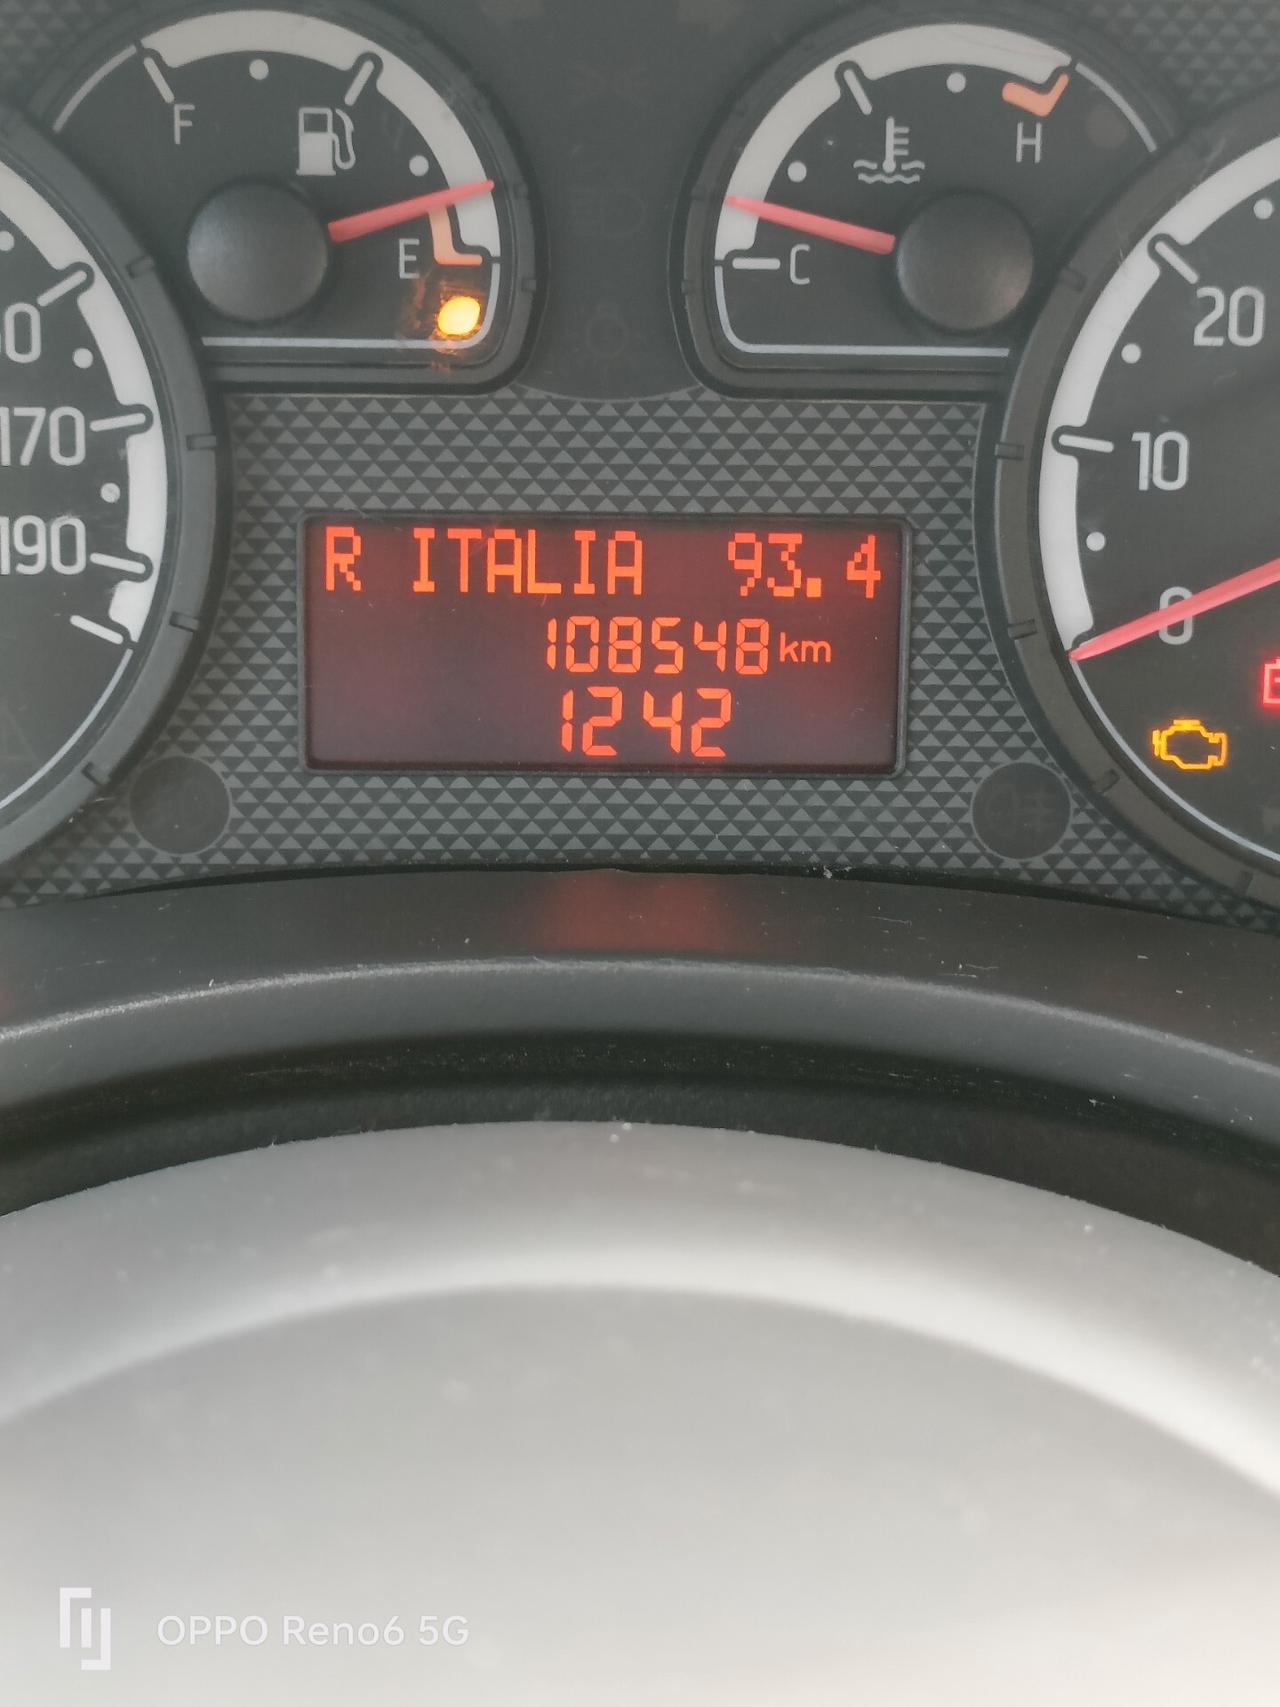 F
E
H
C
170
190
20
10
0
R ITALIA 93.4
108548 km
1242
OPPO Reno6 5G